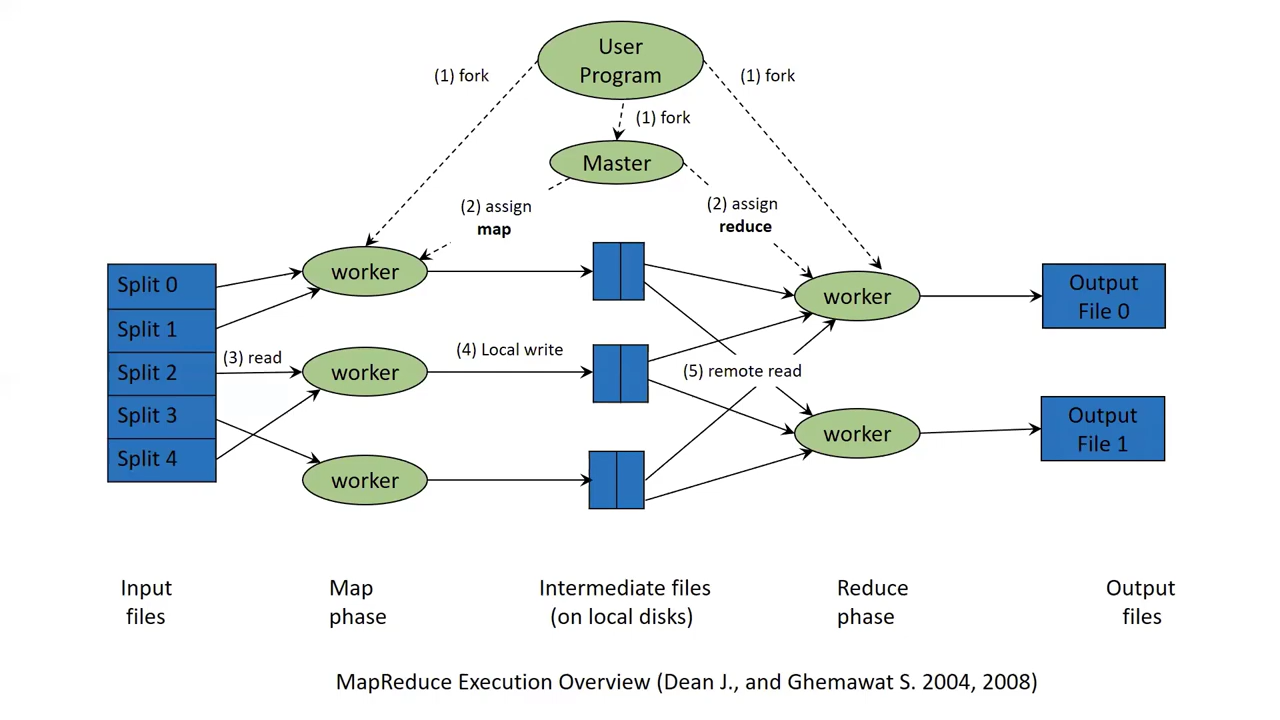 User
Program
(1) fork
(1) fork
(1) fork
Master
(2) assign
map
(2) assign
reduce
Split 0
Split 1
Split 2
Split 3
Split 4
(3) read
worker
worker
worker
(4) Local write
(5) remote read
worker
worker
Output
File 0
Output
File 1
Input
files
Map
phase
Intermediate files
(on local disks)
Reduce
phase
Output
files
MapReduce Execution Overview (Dean J., and Ghemawat S. 2004, 2008)